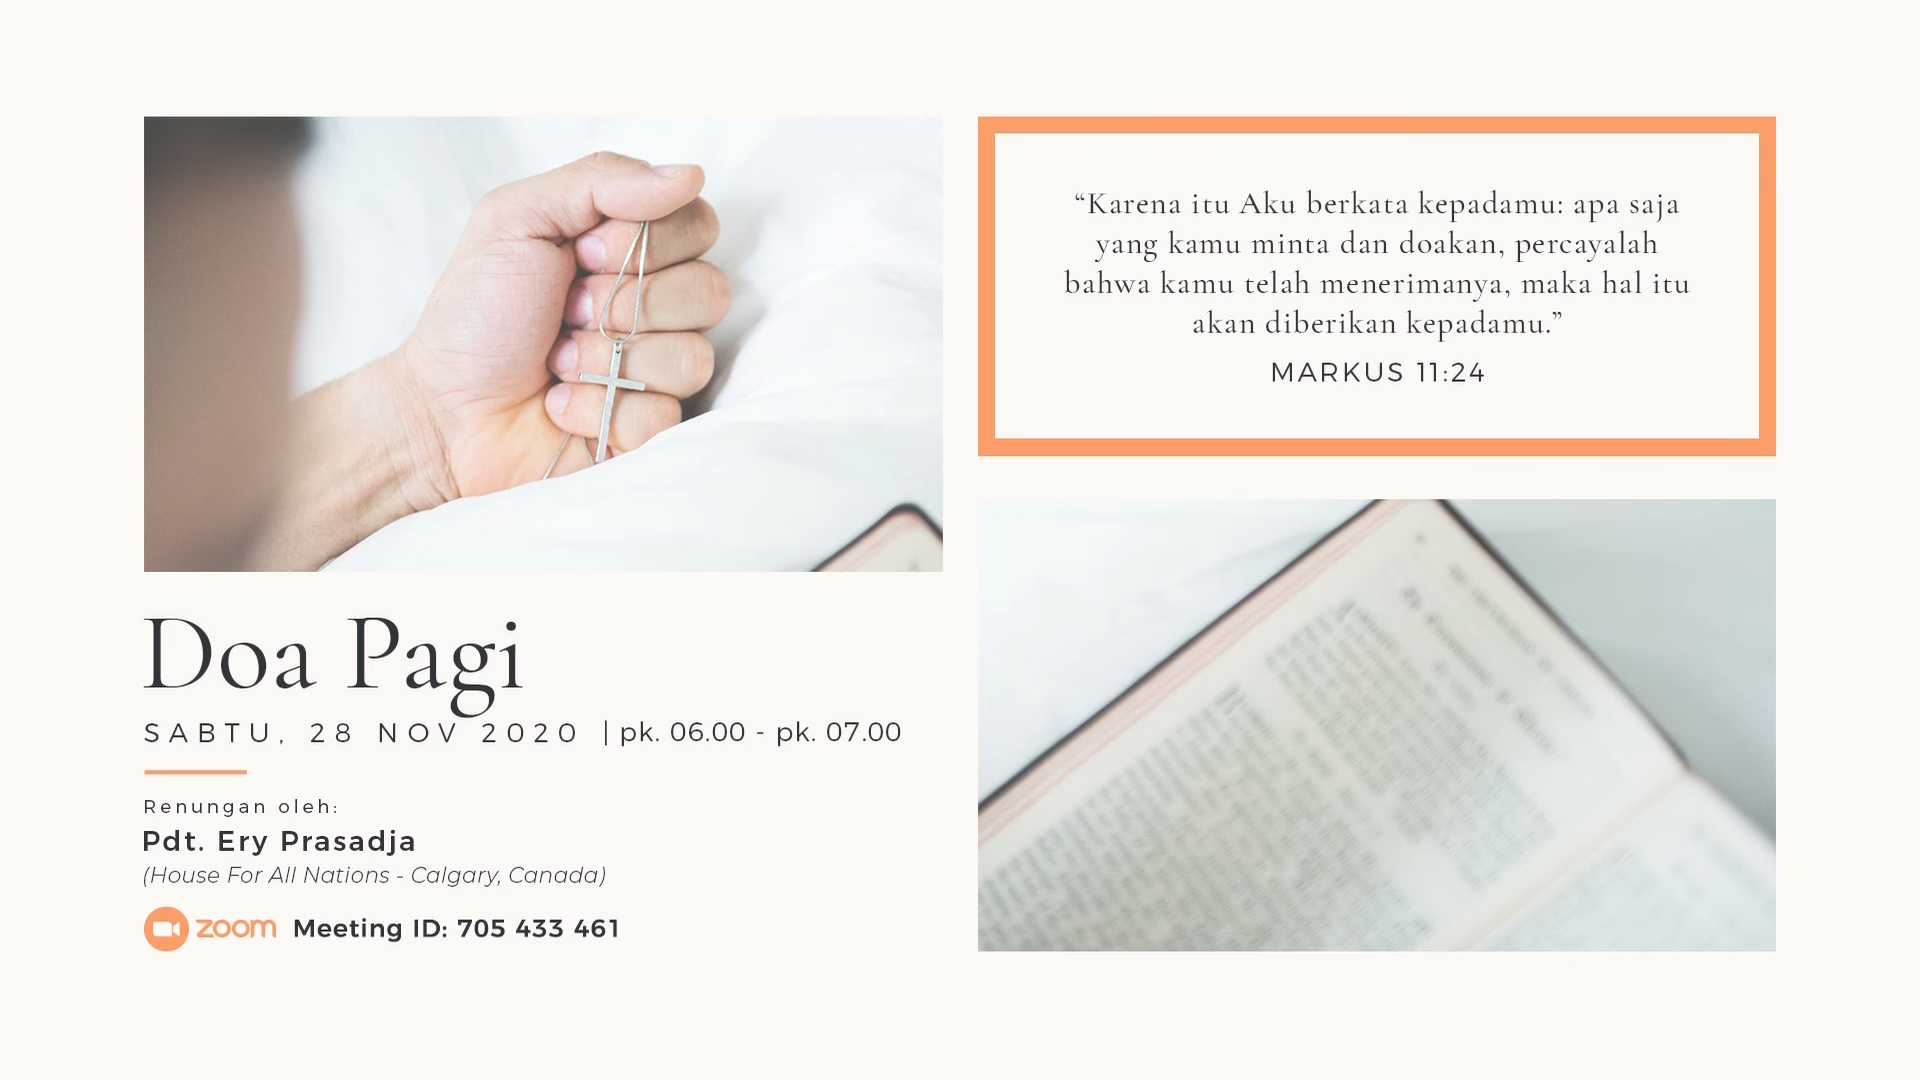 “Karena itu Aku berkata kepadamu: apa saja
yang kamu minta dan doakan, percayalah
bahwa kamu telah menerimanya, maka hal itu
akan diberikan kepadamu.”
MARKUS 11:24
Doa Pagi
SABTU, 28 NOV 2020 | pk. 06.00 - pk. 07.00
Renungan oleh:
Pdt. Ery Prasadja
(House For All Nations - Calgary, Canada)
zoom Meeting ID: 705 433 461